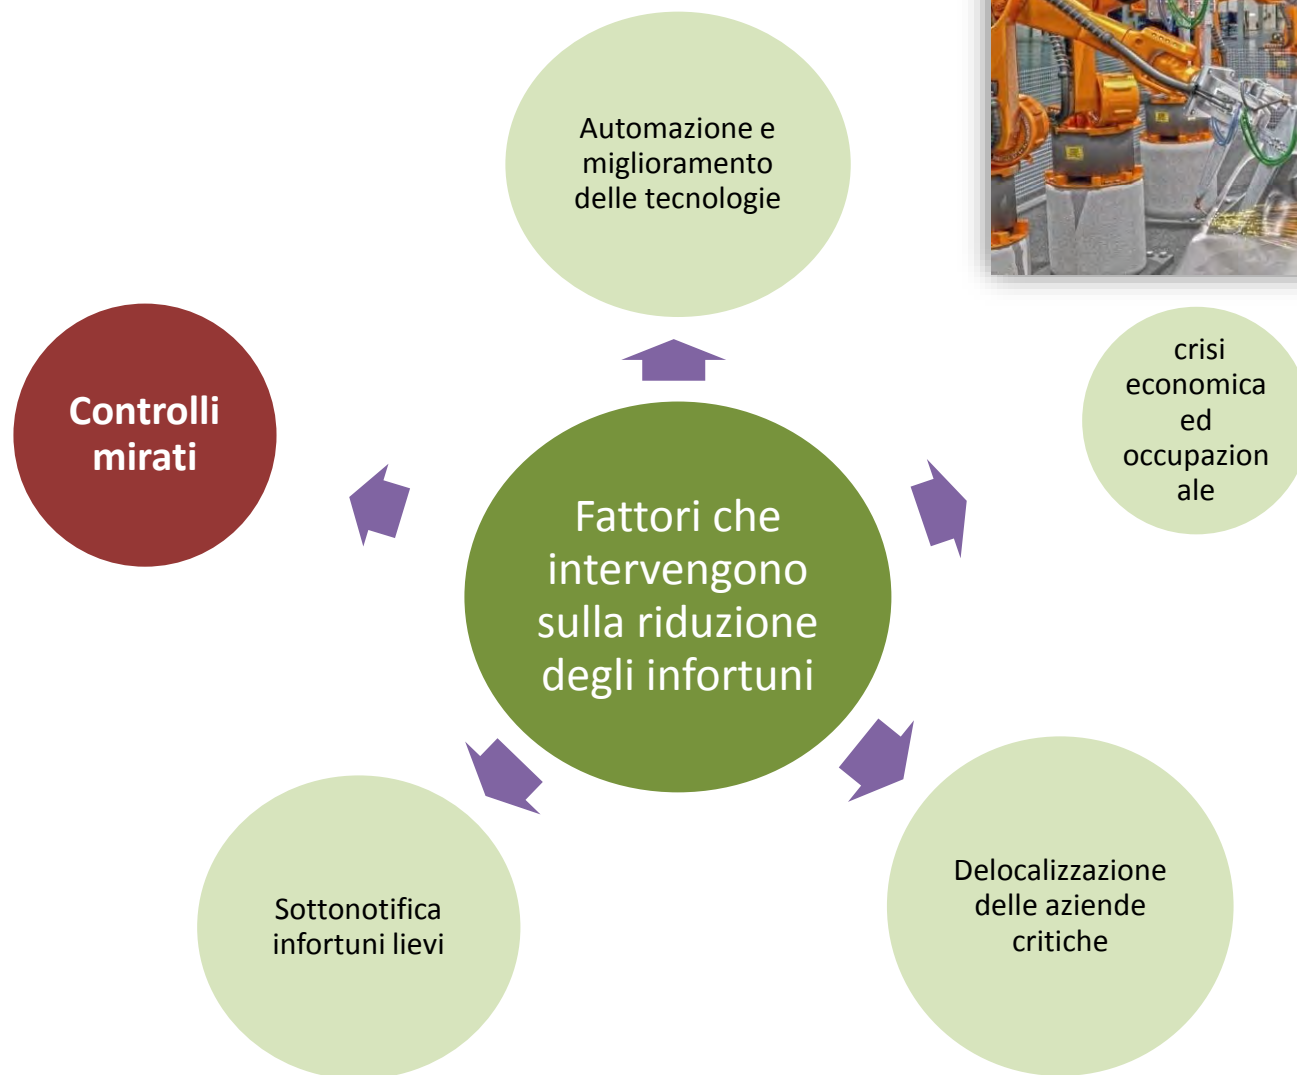 Automazione e
miglioramento
delle tecnologie
crisi
economica
ed
occupazion
ale
Controlli
mirati
Fattori che
intervengono
sulla riduzione
degli infortuni
Delocalizzazione
delle aziende
critiche
Sottonotifica
infortuni lievi